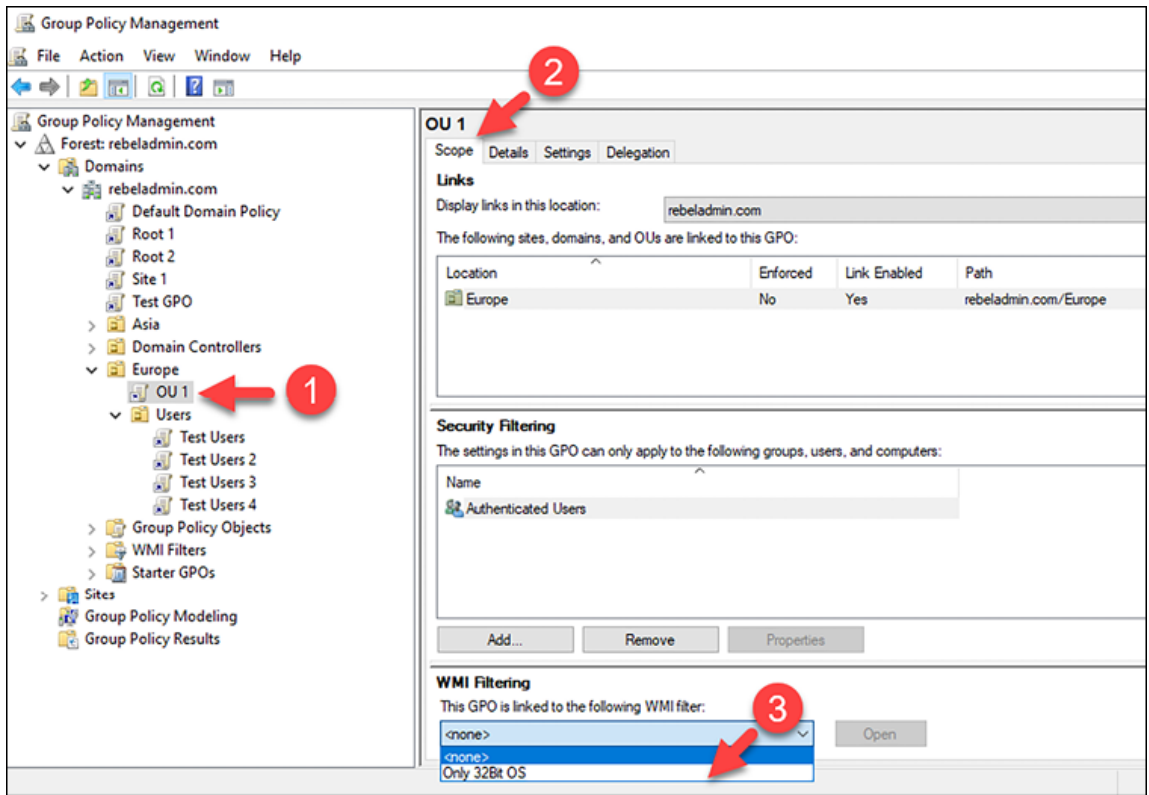 Group Policy Management
File Action View Window Help
2
Group Policy Management
Forest: rebeladmin.com
Domains
rebeladmin.com
Default Domain Policy
Root 1
Root 2
Site 1
Test GPO
Asia
Domain Controllers
Europe
OU 1
1
Users
Test Users
Test Users 2
Test Users 3
Test Users 4
Group Policy Objects
WMI Filters
Starter GPOs
Sites
Group Policy Modeling
Group Policy Results
OU 1
Scope Details Settings Delegation
Links
Display links in this location: rebeladmin.com
The following sites, domains, and OUs are linked to this GPO:
Location Enforced Link Enabled Path
Europe No Yes rebeladmin.com/Europe
Security Filtering
The settings in this GPO can only apply to the following groups, users, and computers:
Name
Authenticated Users
Add... Remove Properties
WMI Filtering
This GPO is linked to the following WMI filter:
3
<none> Open
<none>
Only 32Bit OS